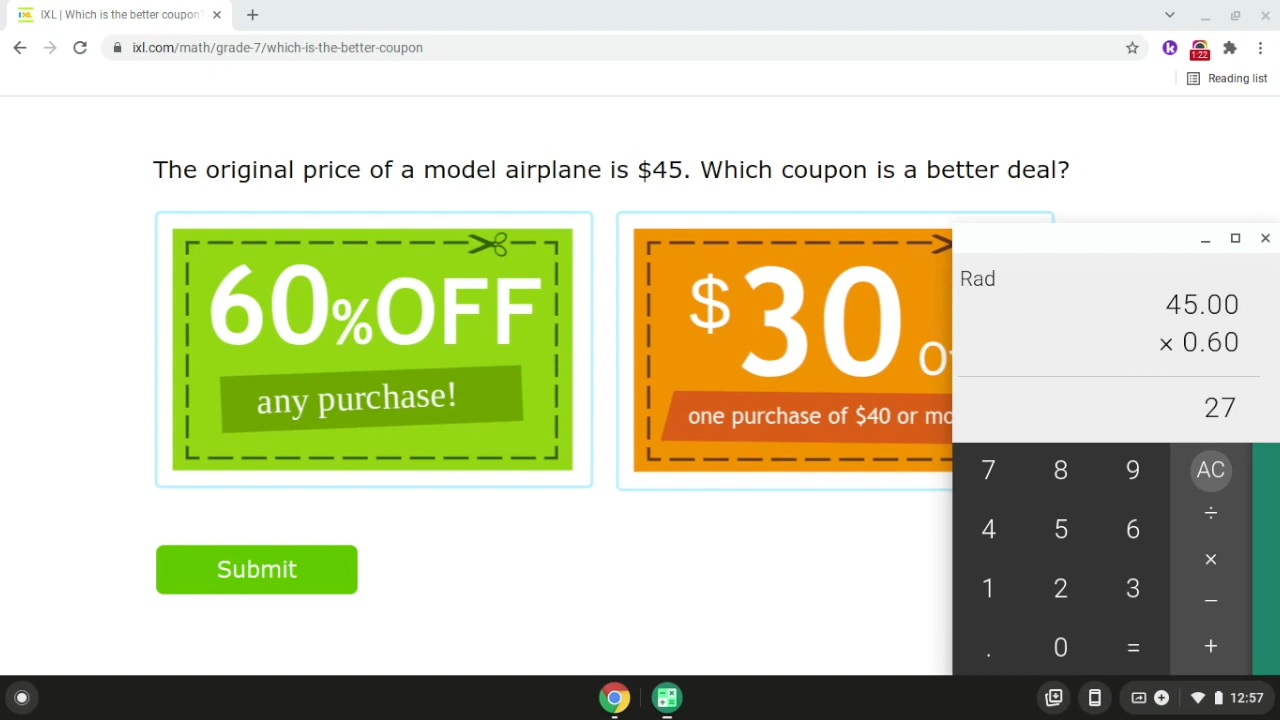 IXL | Which is the better coupon?
ixl.com/math/grade-7/which-is-the-better-coupon
1:22
Reading list
The original price of a model airplane is $45. Which coupon is a better deal?
60%OFF
any purchase!
$30
one purchase of $40 or mo
Submit
Rad
45.00
× 0.60
27
7 8 9 AC
÷
4 5 6
×
1 2 3
−
. 0 = +
12:57